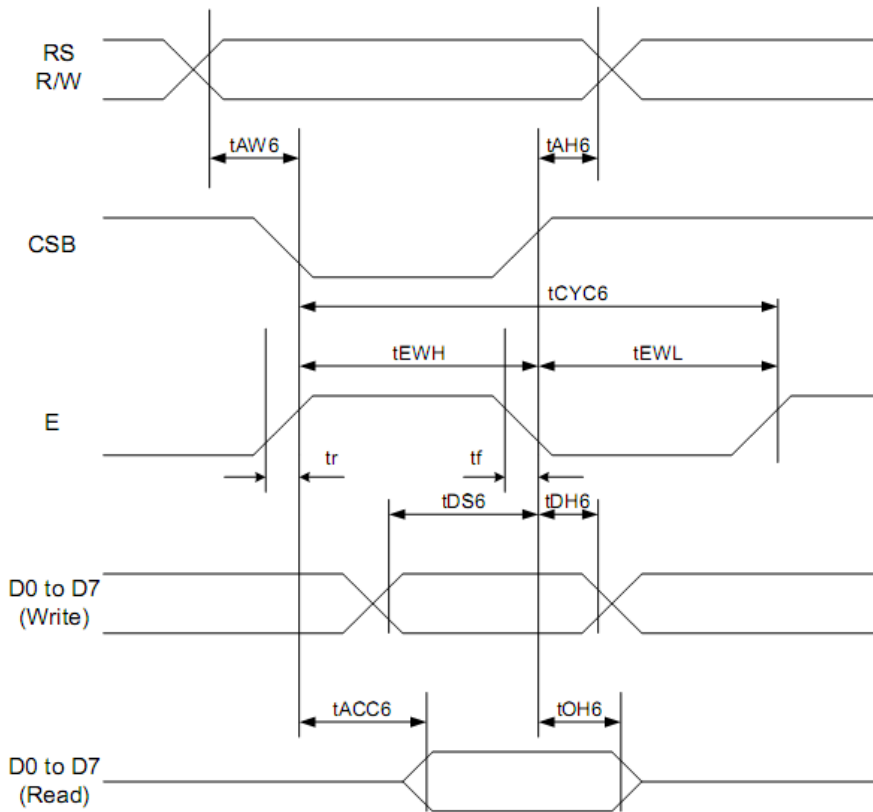 RS
R/W
tAW6
tAH6
CSB
tCYC6
tEWH
tEWL
E
tr
tf
tDS6
tDH6
D0 to D7
(Write)
tACC6
tOH6
D0 to D7
(Read)